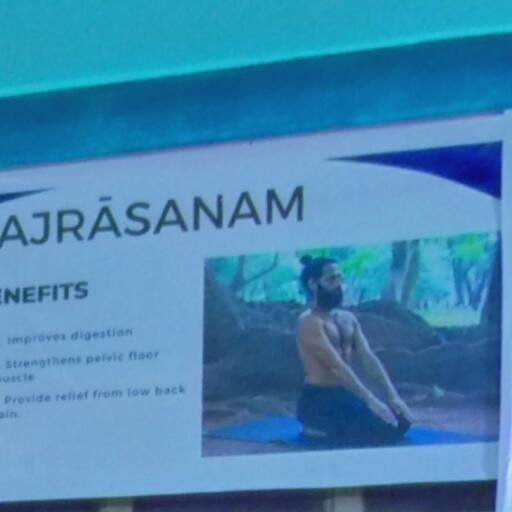 AJRĀSANAM
ENEFITS
Improves digestion
Strengthens pelvic floor
uscle
Provide relief from low back
ain.